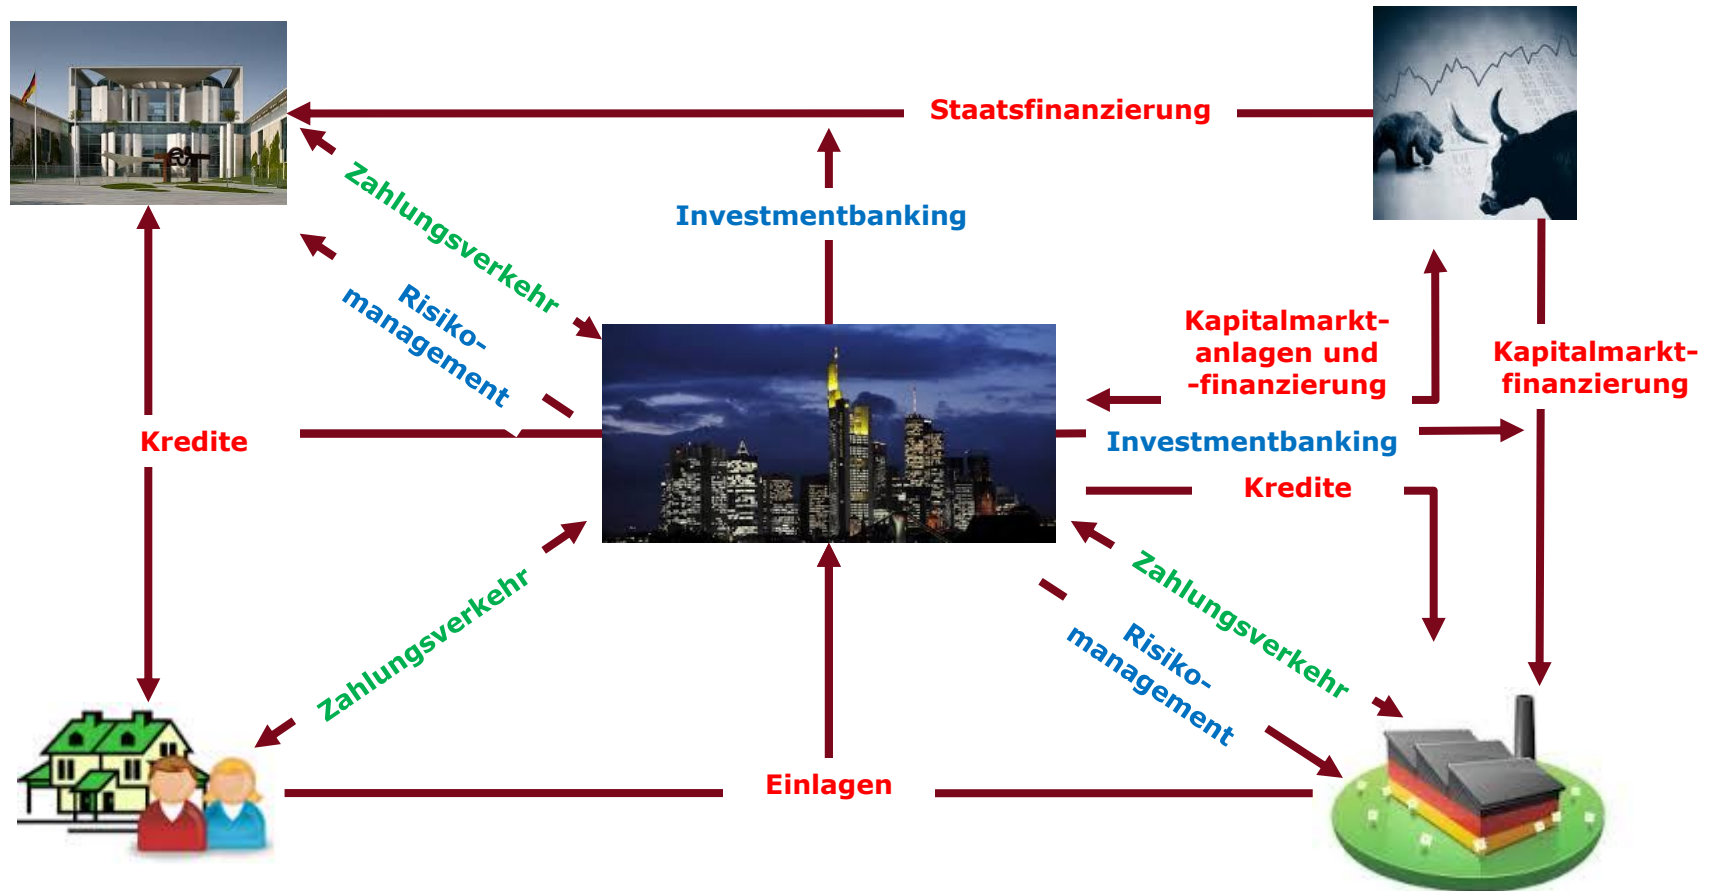 Staatsfinanzierung
Zahlungsverkehr
Investmentbanking
Risiko-
management
Kapitalmarkt-
anlagen und
-finanzierung
Kapitalmarkt-
finanzierung
Kredite
Investmentbanking
Kredite
Zahlungsverkehr
Zahlungsverkehr
Risiko-
management
Einlagen